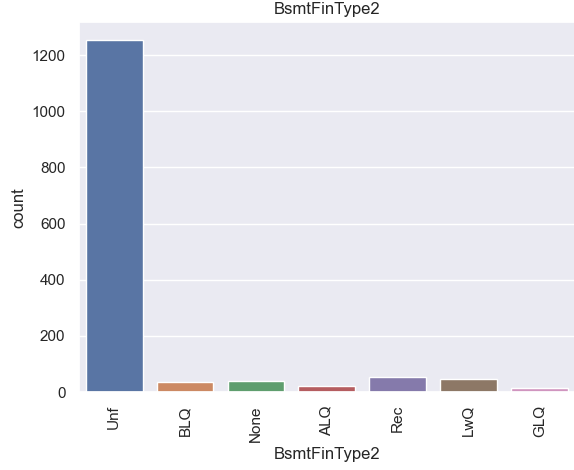 BsmtFinType2
1200
1000
800
600
400
200
0
count
Unf
BLQ
None
ALQ
Rec
LwQ
GLQ
BsmtFinType2